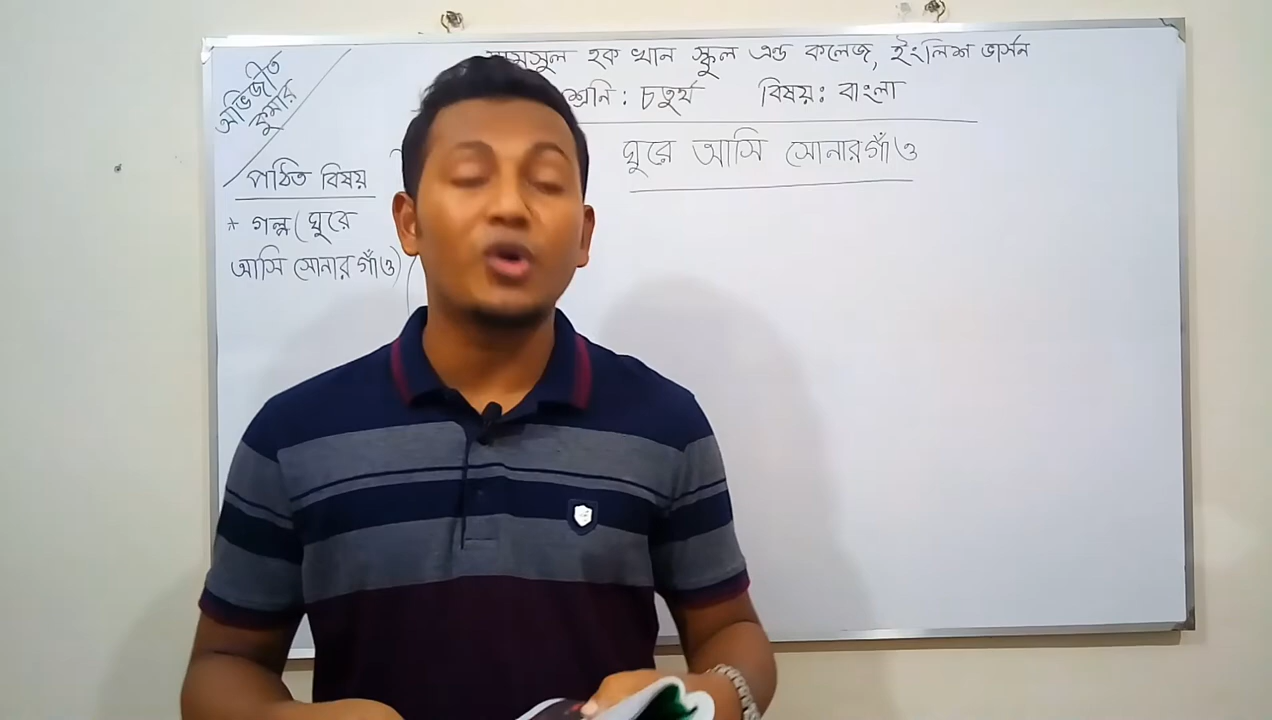 অভিজীত
কুমার
সুল হক খান স্কুল এন্ড কলেজ, ইংলিশ ভার্সন
শ্রেনি : চতুর্থ বিষয়ঃ বাংলা
ঘুরে আসি সোনারগাঁও
পঠিত বিষয়
* গল্প (ঘুরে
আসি সোনারগাঁও)